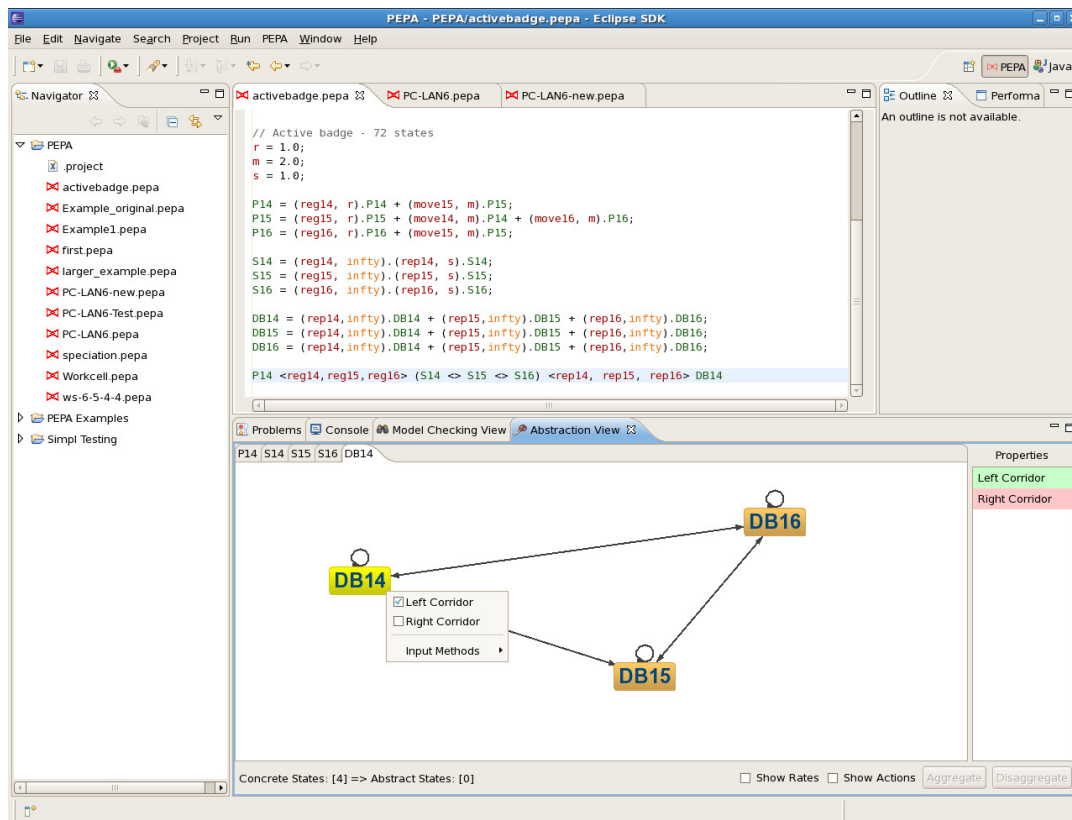 PEPA - PEPA/activebadge.pepa - Eclipse SDK
File Edit Navigate Search Project Run PEPA Window Help
PEPA Java
Navigator
PEPA
.project
activebadge.pepa
Example_original.pepa
Example1.pepa
first.pepa
larger_example.pepa
PC-LAN6-new.pepa
PC-LAN6-Test.pepa
PC-LAN6.pepa
speciation.pepa
Workcell.pepa
ws-6-5-4-4.pepa
PEPA Examples
Simpl Testing
activebadge.pepa PC-LAN6.pepa PC-LAN6-new.pepa
// Active badge - 72 states
r = 1.0;
m = 2.0;
s = 1.0;
P14 = (reg14, r).P14 + (move15, m).P15;
P15 = (reg15, r).P15 + (move14, m).P14 + (move16, m).P16;
P16 = (reg16, r).P16 + (move15, m).P15;
S14 = (reg14, infty).(rep14, s).S14;
S15 = (reg15, infty).(rep15, s).S15;
S16 = (reg16, infty).(rep16, s).S16;
DB14 = (rep14,infty).DB14 + (rep15,infty).DB15 + (rep16,infty).DB16;
DB15 = (rep14,infty).DB14 + (rep15,infty).DB15 + (rep16,infty).DB16;
DB16 = (rep14,infty).DB14 + (rep15,infty).DB15 + (rep16,infty).DB16;
P14 <reg14,reg15,reg16> (S14 <> S15 <> S16) <rep14, rep15, rep16> DB14
Outline Performa
An outline is not available.
Problems Console Model Checking View Abstraction View
P14 S14 S15 S16 DB14
DB16
DB14
Left Corridor
Right Corridor
Input Methods
DB15
Properties
Left Corridor
Right Corridor
Concrete States: [4] => Abstract States: [0]
Show Rates Show Actions Aggregate Disaggregate